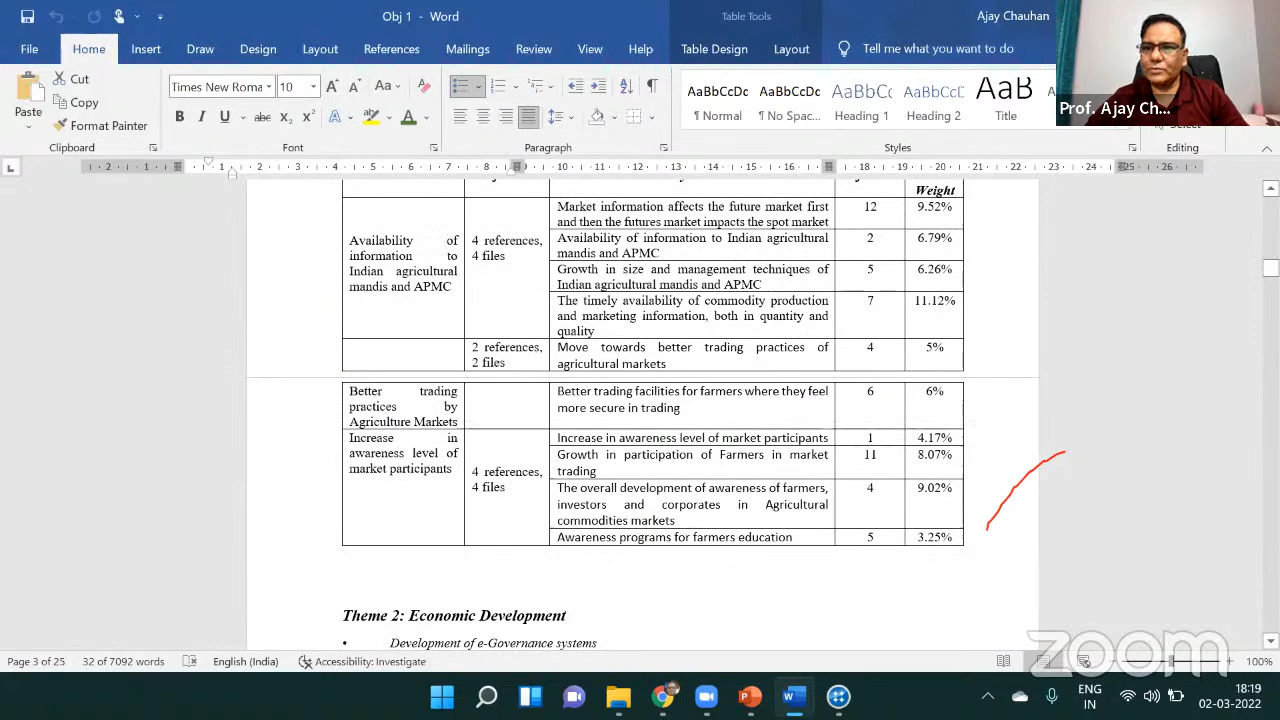 Obj 1 - Word
Table Tools
Ajay Chauhan
File Home Insert Draw Design Layout References Mailings Review View Help Table Design Layout Tell me what you want to do
Cut
Copy
Format Painter
Paste
Clipboard
Times New Roma
10
Font
Paragraph
AaBbCcDc AaBbCcDc AaBbCc AaBbCcD AaB
¶ Normal ¶ No Spac... Heading 1 Heading 2 Title
Styles
Editing
Prof. Ajay Ch...
Weight
Availability of information to Indian agricultural mandis and APMC
4 references,
4 files
Market information affects the future market first
and then the futures market impacts the spot market
12
9.52%
Availability of information to Indian agricultural
mandis and APMC
2
6.79%
Growth in size and management techniques of
Indian agricultural mandis and APMC
5
6.26%
The timely availability of commodity production
and marketing information, both in quantity and
quality
7
11.12%
2 references,
2 files
Move towards better trading practices of
agricultural markets
4
5%
Better trading
practices by
Agriculture Markets
Better trading facilities for farmers where they feel
more secure in trading
6
6%
Increase in
awareness level of
market participants
4 references,
4 files
Increase in awareness level of market participants
1
4.17%
Growth in participation of Farmers in market
trading
11
8.07%
The overall development of awareness of farmers,
investors and corporates in Agricultural
commodities markets
4
9.02%
Awareness programs for farmers education
5
3.25%
Theme 2: Economic Development
• Development of e-Governance systems
zoom
Page 3 of 25 32 of 7092 words English (India) Accessibility: Investigate
100%
ENG
IN
18:19
02-03-2022